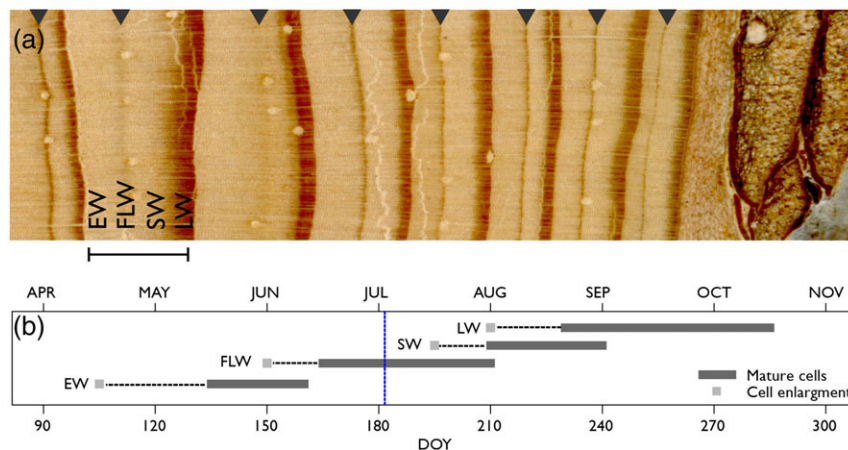 (a)
EW
FLW
SW
LW
APR MAY JUN JUL AUG SEP OCT NOV
(b)
LW
SW
FLW
EW
Mature cells
Cell enlargment
90 120 150 180 210 240 270 300
DOY